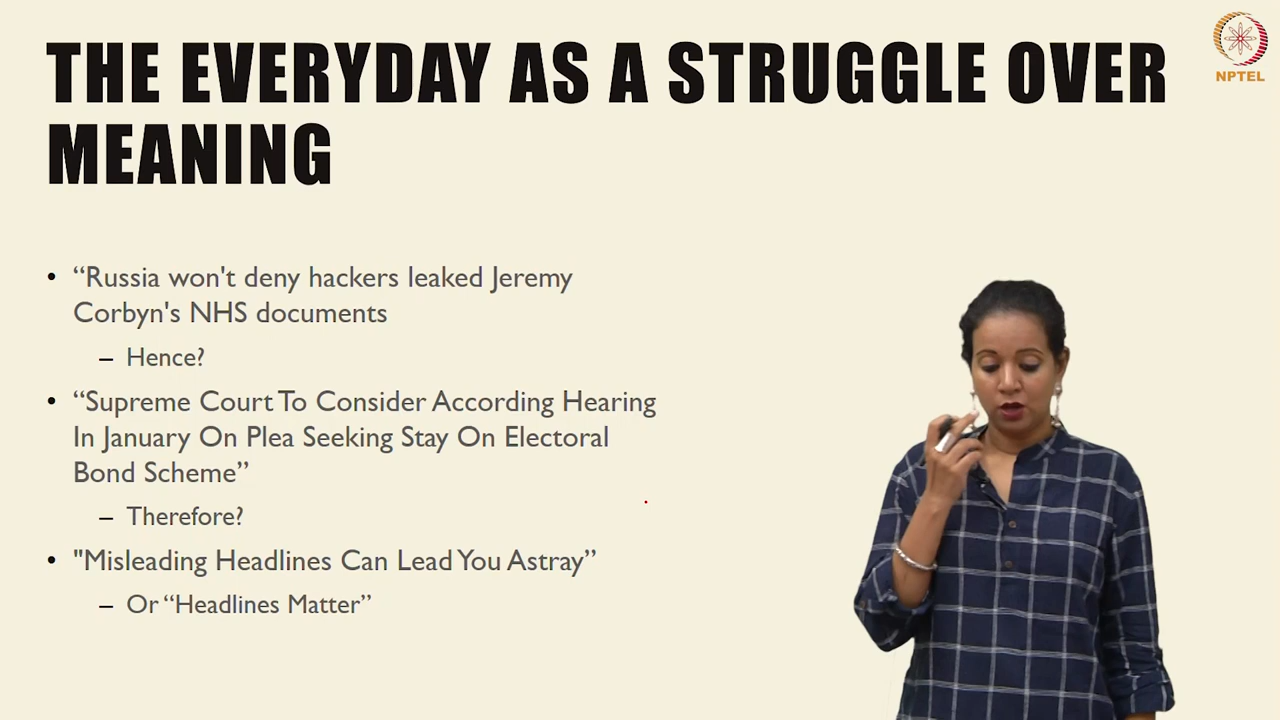 THE EVERYDAY AS A STRUGGLE OVER
MEANING
NPTEL
• “Russia won't deny hackers leaked Jeremy
Corbyn's NHS documents
– Hence?
• “Supreme Court To Consider According Hearing
In January On Plea Seeking Stay On Electoral
Bond Scheme”
– Therefore?
• "Misleading Headlines Can Lead You Astray”
– Or “Headlines Matter”